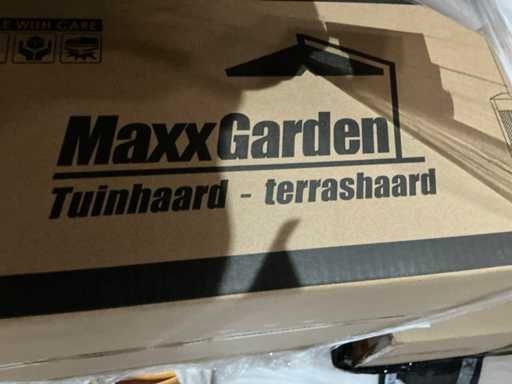 E WITH CARE
MaxxGarden
Tuinhaard - terrashaard